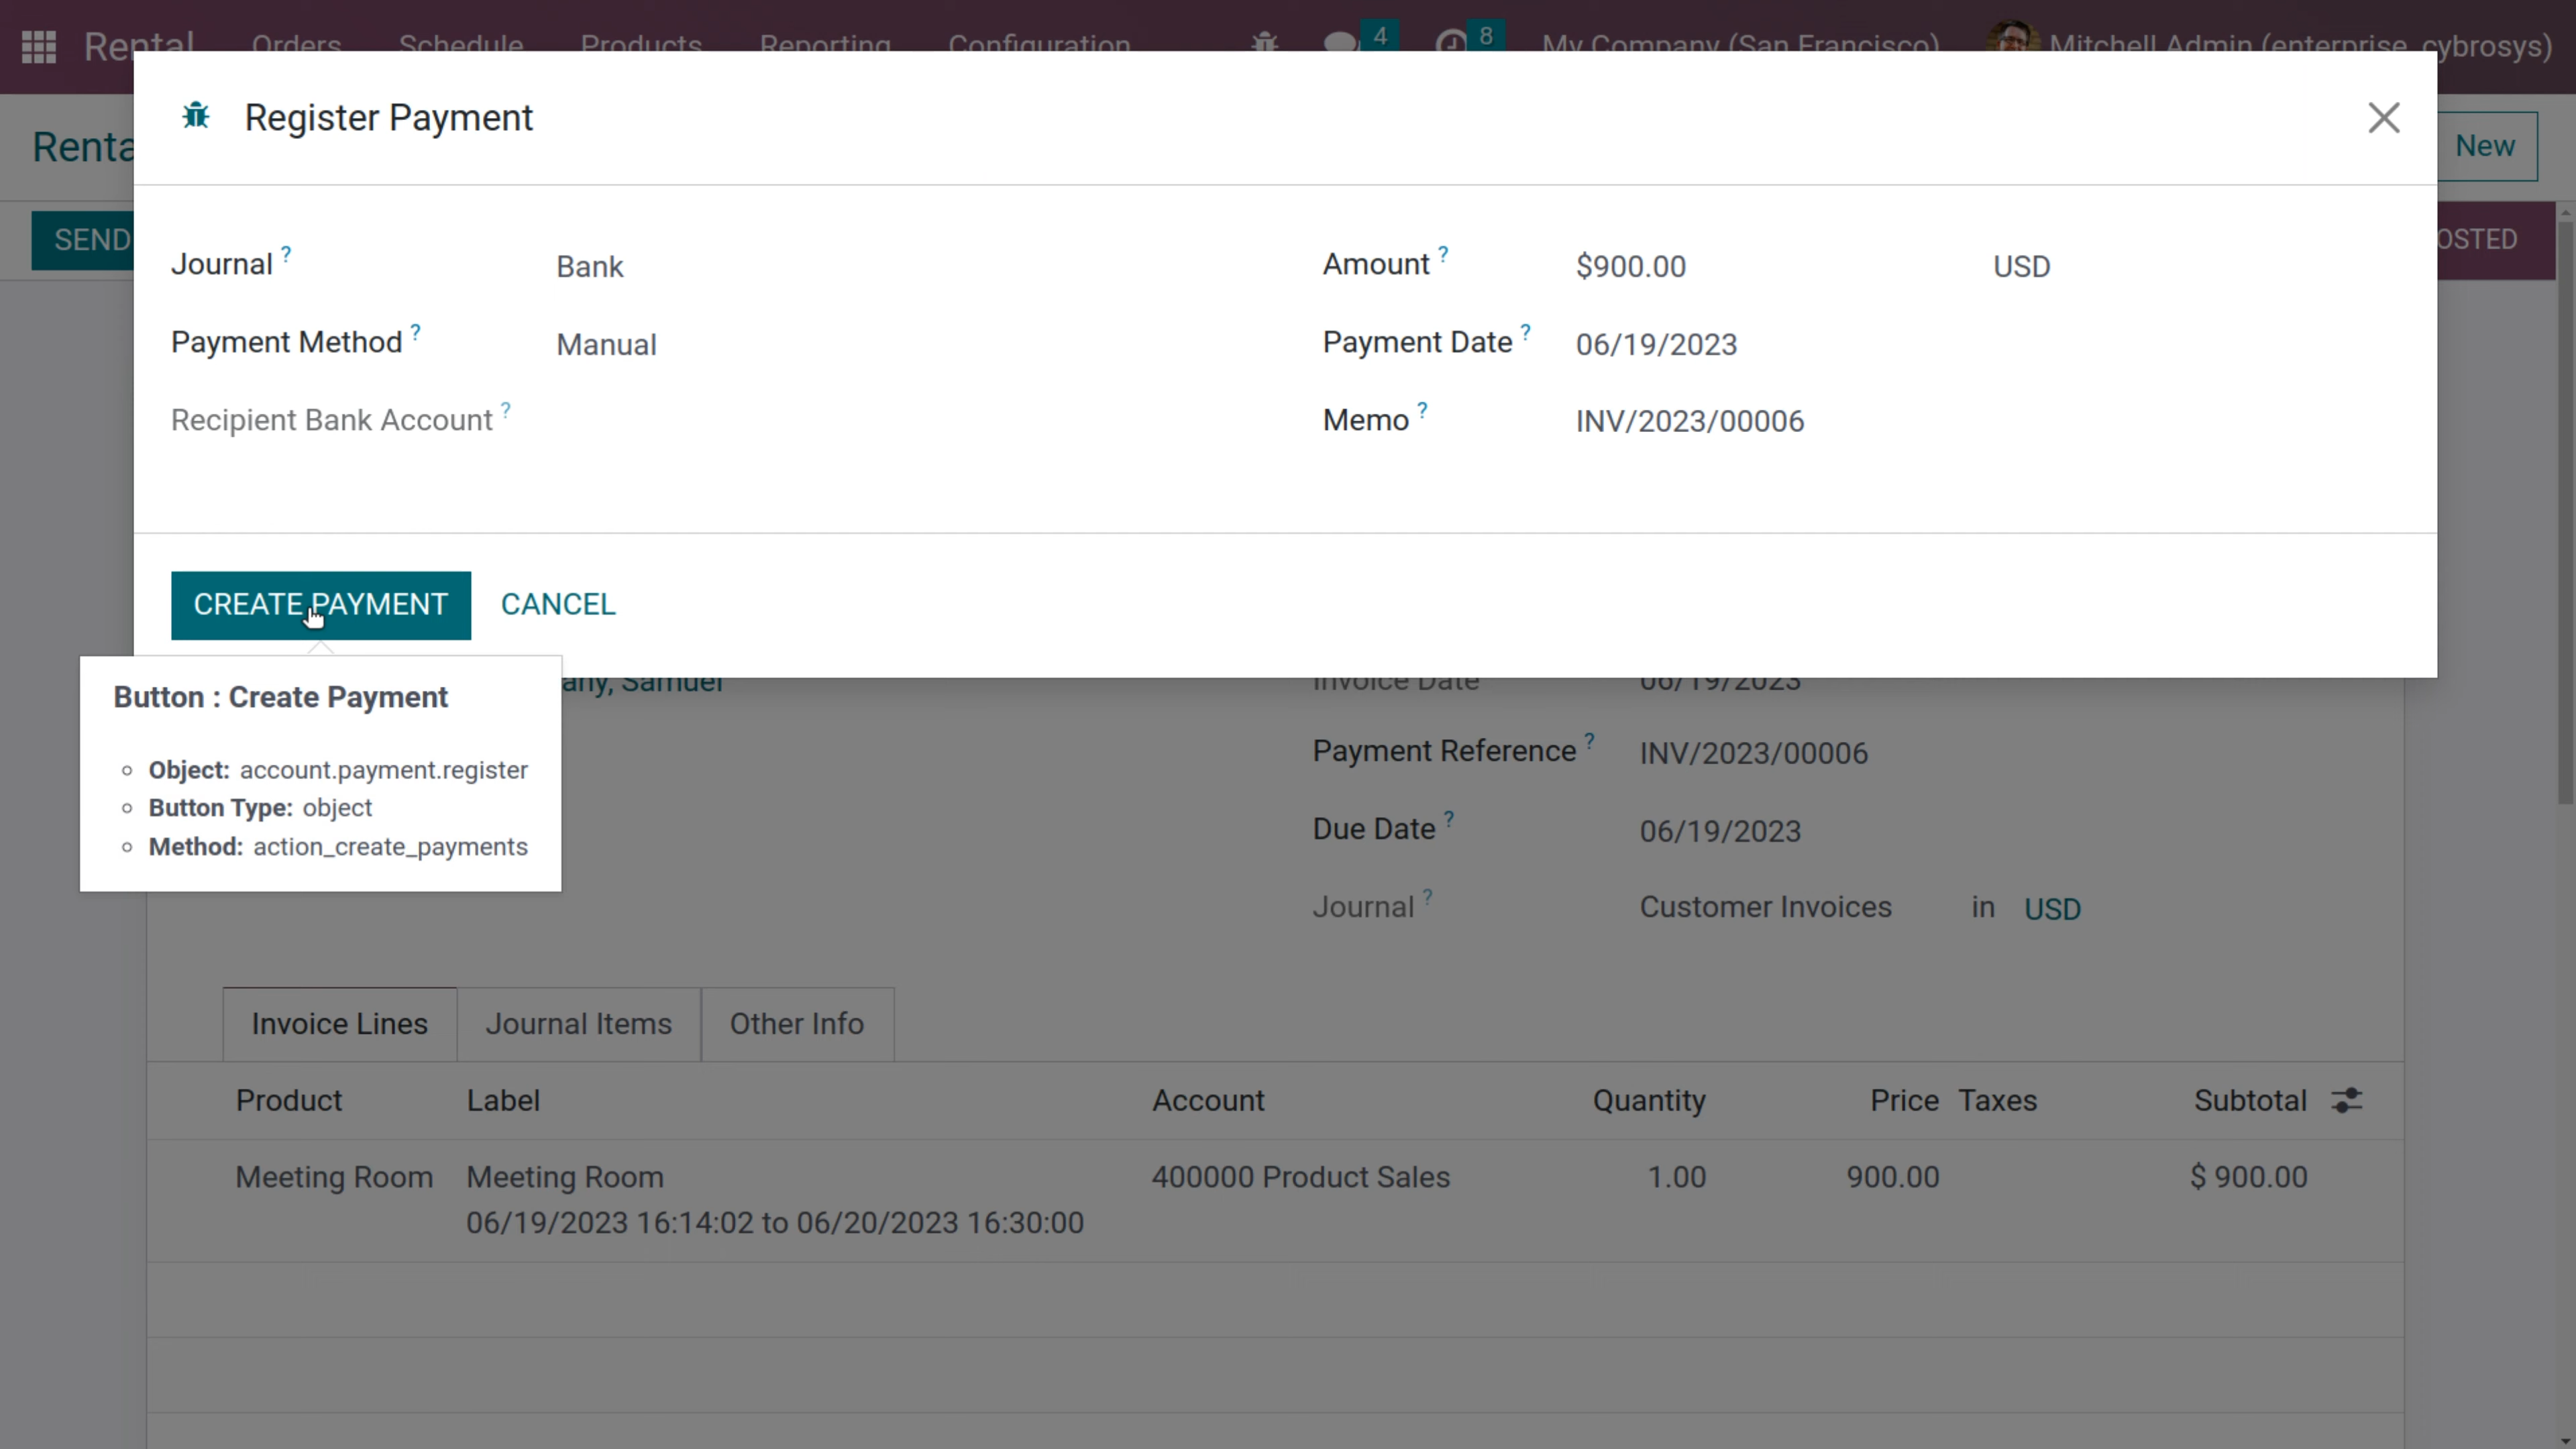 Rental Orders Schedule Products Reporting Configuration 4 8 My Company (San Francisco) Mitchell Admin (enterprise_cybrosys)
Register Payment
New
SEND
Journal ? Bank
Amount ? $900.00 USD
Payment Method ? Manual
Payment Date ? 06/19/2023
Recipient Bank Account ?
Memo ? INV/2023/00006
CREATE PAYMENT CANCEL
Button : Create Payment
Object: account.payment.register
Button Type: object
Method: action_create_payments
Samuel
Invoice Date 06/19/2023
Payment Reference ? INV/2023/00006
Due Date ? 06/19/2023
Journal ? Customer Invoices in USD
Invoice Lines Journal Items Other Info
Product Label Account Quantity Price Taxes Subtotal
Meeting Room Meeting Room 400000 Product Sales 1.00 900.00 $ 900.00
06/19/2023 16:14:02 to 06/20/2023 16:30:00